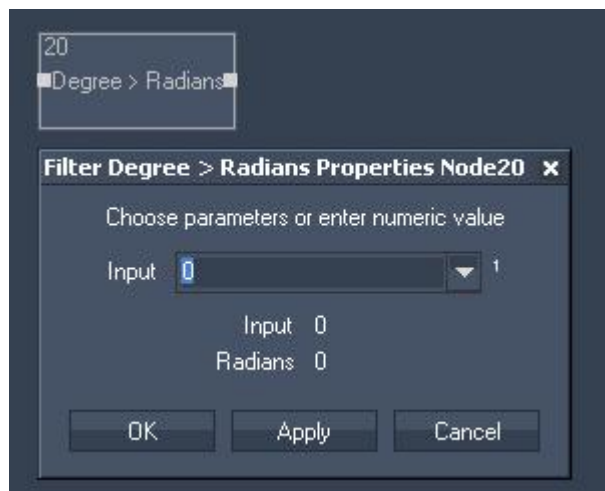 20
Degree > Radians
Filter Degree > Radians Properties Node20 ×
Choose parameters or enter numeric value
Input 0 1
Input 0
Radians 0
OK Apply Cancel